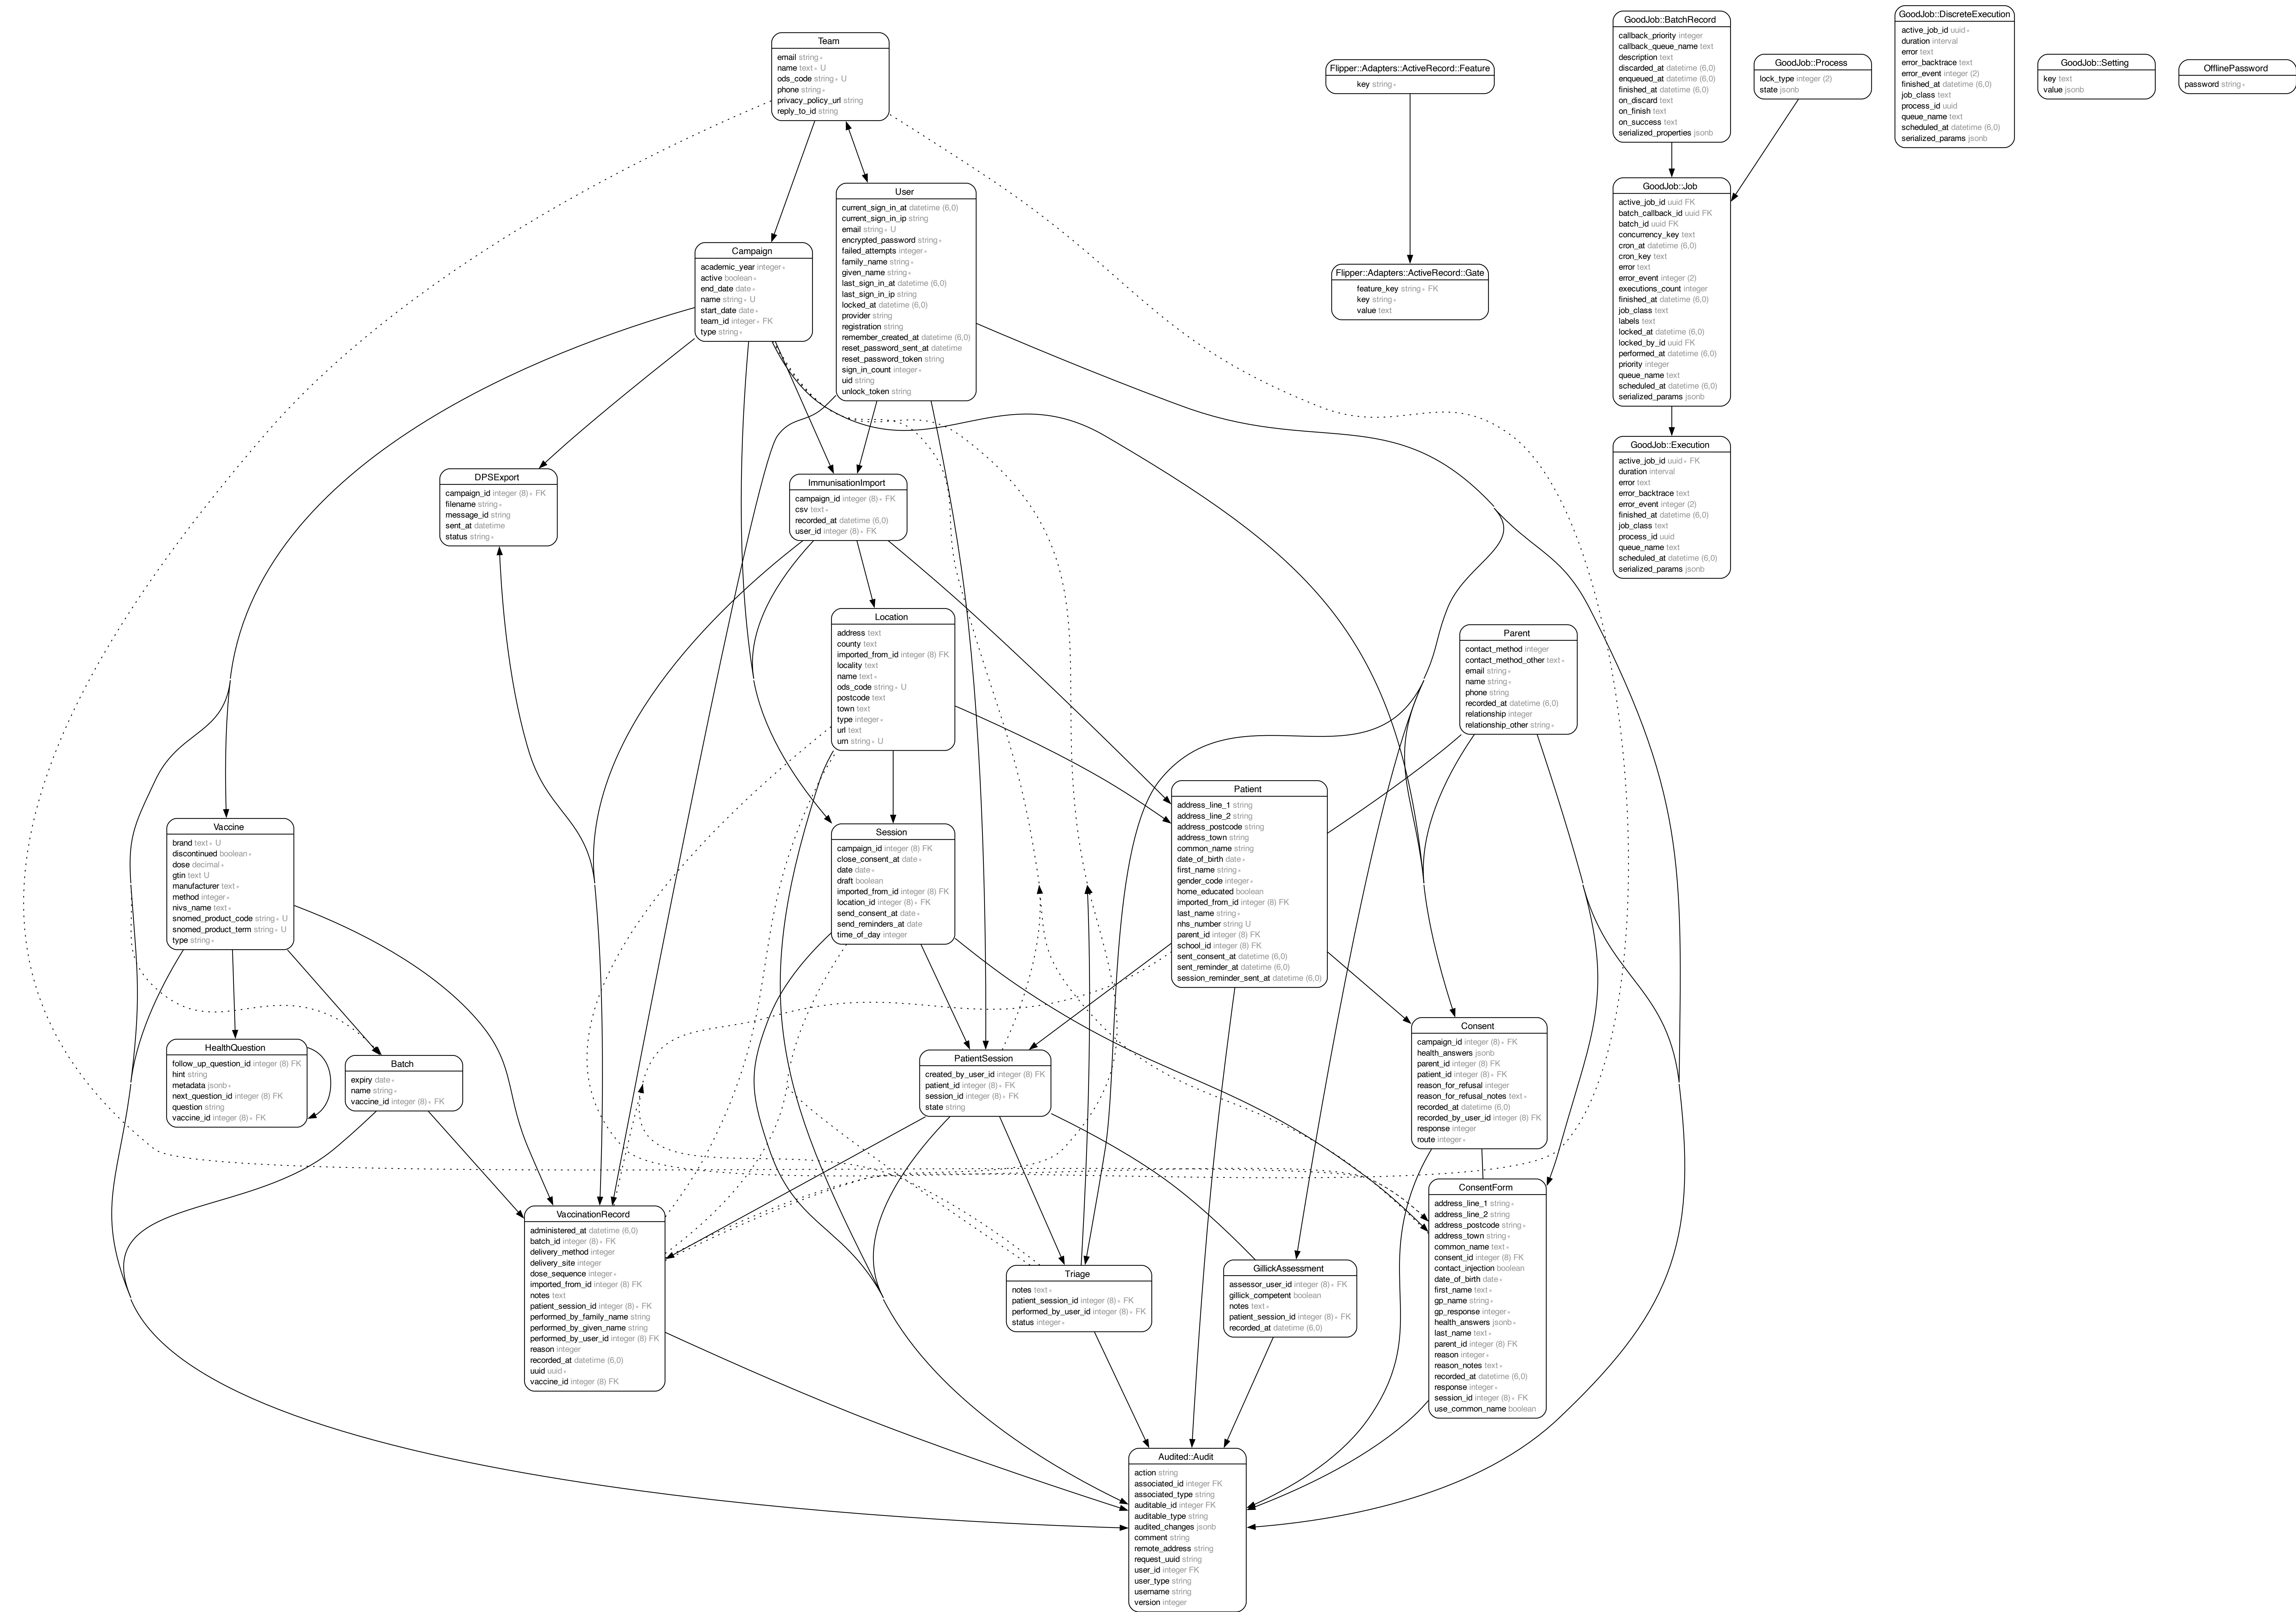 Team
email string ∗
name text ∗ U
ods_code string ∗ U
phone string ∗
privacy_policy_url string
reply_to_id string
Flipper::Adapters::ActiveRecord::Feature
key string ∗
GoodJob::BatchRecord
callback_priority integer
callback_queue_name text
description text
discarded_at datetime (6,0)
enqueued_at datetime (6,0)
finished_at datetime (6,0)
on_discard text
on_finish text
on_success text
serialized_properties jsonb
GoodJob::Process
lock_type integer (2)
state jsonb
GoodJob::DiscreteExecution
active_job_id uuid ∗
duration interval
error text
error_backtrace text
error_event integer (2)
finished_at datetime (6,0)
job_class text
process_id uuid
queue_name text
scheduled_at datetime (6,0)
serialized_params jsonb
GoodJob::Setting
key text
value jsonb
OfflinePassword
password string ∗
User
current_sign_in_at datetime (6,0)
current_sign_in_ip string
email string ∗ U
encrypted_password string ∗
failed_attempts integer ∗
family_name string ∗
given_name string ∗
last_sign_in_at datetime (6,0)
last_sign_in_ip string
locked_at datetime (6,0)
provider string
registration string
remember_created_at datetime (6,0)
reset_password_sent_at datetime
reset_password_token string
sign_in_count integer ∗
uid string
unlock_token string
Campaign
academic_year integer ∗
active boolean ∗
end_date date ∗
name string ∗ U
start_date date ∗
team_id integer ∗ FK
type string ∗
Flipper::Adapters::ActiveRecord::Gate
feature_key string ∗ FK
key string ∗
value text
GoodJob::Job
active_job_id uuid FK
batch_callback_id uuid FK
batch_id uuid FK
concurrency_key text
cron_at datetime (6,0)
cron_key text
error text
error_event integer (2)
executions_count integer
finished_at datetime (6,0)
job_class text
labels text
locked_at datetime (6,0)
locked_by_id uuid FK
performed_at datetime (6,0)
priority integer
queue_name text
scheduled_at datetime (6,0)
serialized_params jsonb
GoodJob::Execution
active_job_id uuid ∗ FK
duration interval
error text
error_backtrace text
error_event integer (2)
finished_at datetime (6,0)
job_class text
process_id uuid
queue_name text
scheduled_at datetime (6,0)
serialized_params jsonb
DPSExport
campaign_id integer (8) ∗ FK
filename string ∗
message_id string
sent_at datetime
status string ∗
ImmunisationImport
campaign_id integer (8) ∗ FK
csv text ∗
recorded_at datetime (6,0)
user_id integer (8) ∗ FK
Location
address text
county text
imported_from_id integer (8) FK
locality text
name text ∗
ods_code string ∗ U
postcode text
town text
type integer ∗
url text
urn string ∗ U
Parent
contact_method integer
contact_method_other text ∗
email string ∗
name string ∗
phone string
recorded_at datetime (6,0)
relationship integer
relationship_other string ∗
Patient
address_line_1 string
address_line_2 string
address_postcode string
address_town string
common_name string
date_of_birth date ∗
first_name string ∗
gender_code integer ∗
home_educated boolean
imported_from_id integer (8) FK
last_name string ∗
nhs_number string U
parent_id integer (8) FK
school_id integer (8) FK
sent_consent_at datetime (6,0)
sent_reminder_at datetime (6,0)
session_reminder_sent_at datetime (6,0)
Vaccine
brand text ∗ U
discontinued boolean ∗
dose decimal ∗
gtin text U
manufacturer text ∗
method integer ∗
nivs_name text ∗
snomed_product_code string ∗ U
snomed_product_term string ∗ U
type string ∗
Session
campaign_id integer (8) FK
close_consent_at date ∗
date date ∗
draft boolean
imported_from_id integer (8) FK
location_id integer (8) ∗ FK
send_consent_at date ∗
send_reminders_at date
time_of_day integer
HealthQuestion
follow_up_question_id integer (8) FK
hint string
metadata jsonb ∗
next_question_id integer (8) FK
question string
vaccine_id integer (8) ∗ FK
Batch
expiry date ∗
name string ∗
vaccine_id integer (8) ∗ FK
PatientSession
created_by_user_id integer (8) FK
patient_id integer (8) ∗ FK
session_id integer (8) ∗ FK
state string
Consent
campaign_id integer (8) ∗ FK
health_answers jsonb
parent_id integer (8) FK
patient_id integer (8) ∗ FK
reason_for_refusal integer
reason_for_refusal_notes text ∗
recorded_at datetime (6,0)
recorded_by_user_id integer (8) FK
response integer
route integer ∗
VaccinationRecord
administered_at datetime (6,0)
batch_id integer (8) ∗ FK
delivery_method integer
delivery_site integer
dose_sequence integer ∗
imported_from_id integer (8) FK
notes text
patient_session_id integer (8) ∗ FK
performed_by_family_name string
performed_by_given_name string
performed_by_user_id integer (8) FK
reason integer
recorded_at datetime (6,0)
uuid uuid ∗
vaccine_id integer (8) FK
Triage
notes text ∗
patient_session_id integer (8) ∗ FK
performed_by_user_id integer (8) ∗ FK
status integer ∗
GillickAssessment
assessor_user_id integer (8) ∗ FK
gillick_competent boolean
notes text ∗
patient_session_id integer (8) ∗ FK
recorded_at datetime (6,0)
ConsentForm
address_line_1 string ∗
address_line_2 string
address_postcode string ∗
address_town string ∗
common_name text ∗
consent_id integer (8) FK
contact_injection boolean
date_of_birth date ∗
first_name text ∗
gp_name string ∗
gp_response integer ∗
health_answers jsonb ∗
last_name text ∗
parent_id integer (8) FK
reason integer ∗
reason_notes text ∗
recorded_at datetime (6,0)
response integer ∗
session_id integer (8) ∗ FK
use_common_name boolean
Audited::Audit
action string
associated_id integer FK
associated_type string
auditable_id integer FK
auditable_type string
audited_changes jsonb
comment string
remote_address string
request_uuid string
user_id integer FK
user_type string
username string
version integer